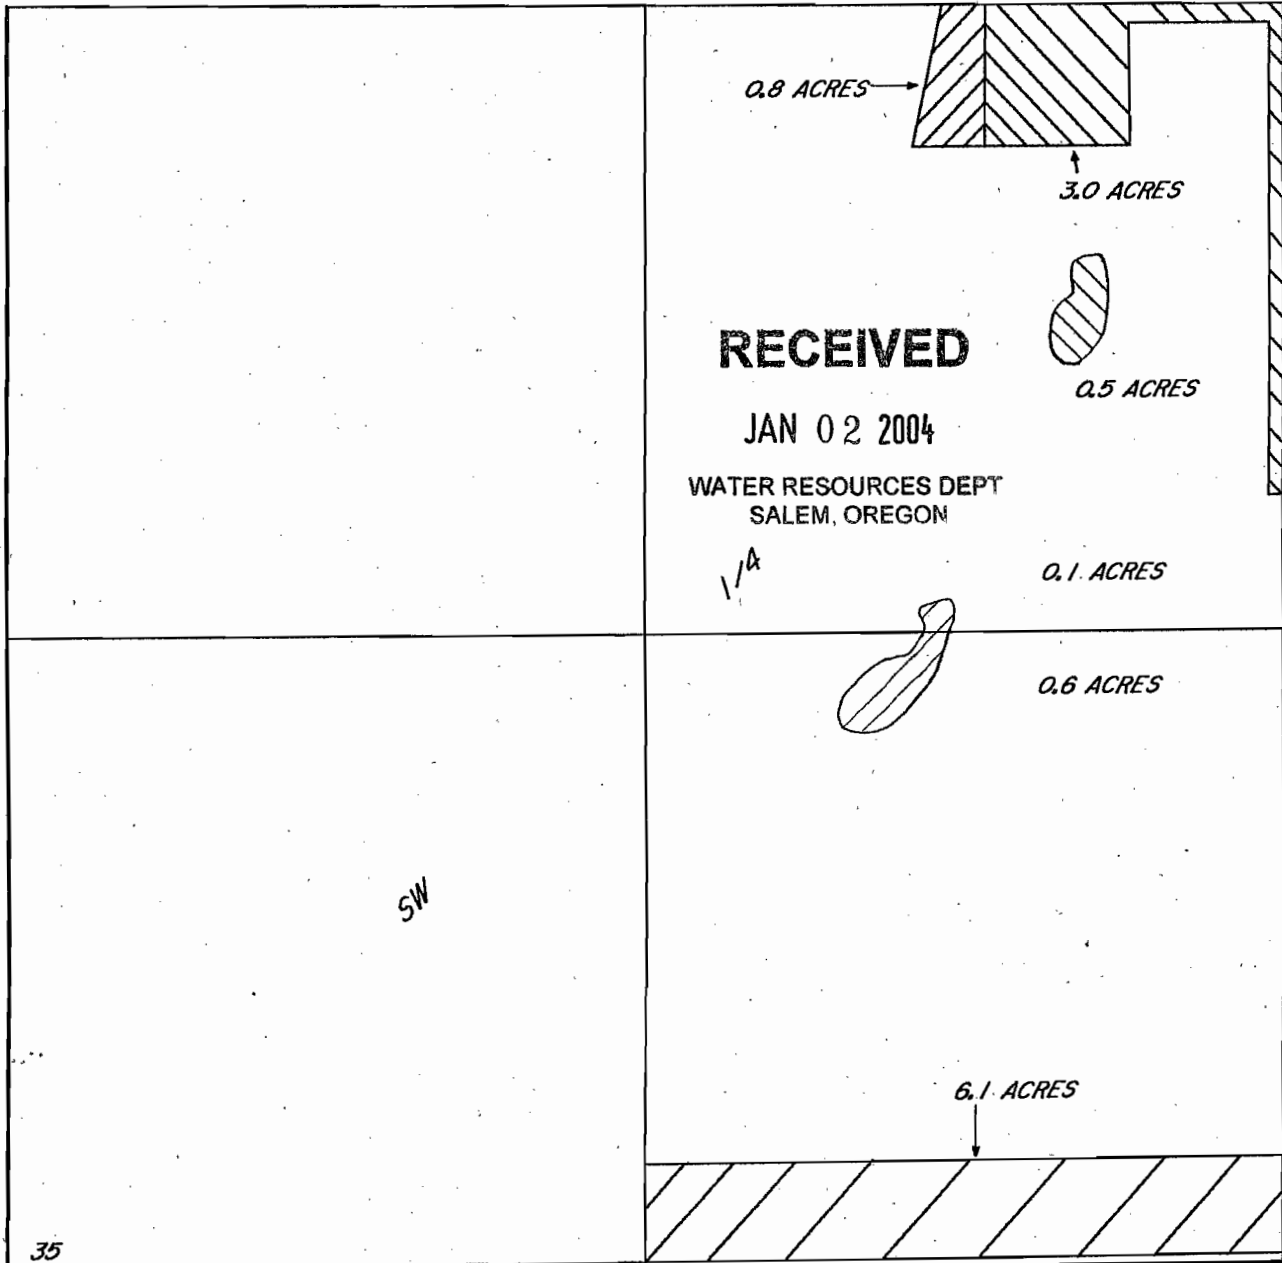 0.8 ACRES
3.0 ACRES
RECEIVED
0.5 ACRES
JAN 02 2004
WATER RESOURCES DEPT
SALEM, OREGON
1/4
0.1 ACRES
0.6 ACRES
SW
6.1 ACRES
35